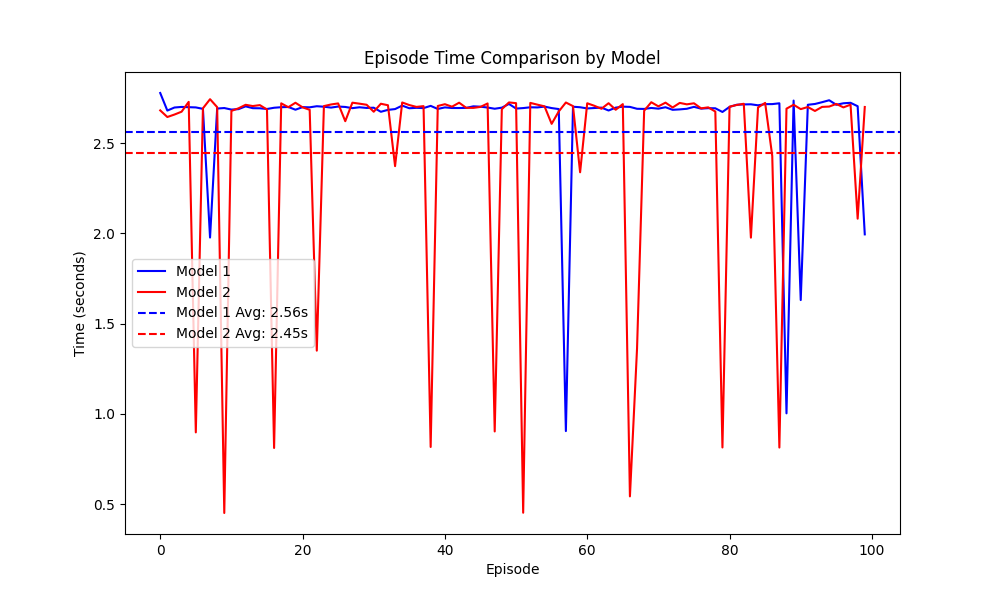 Episode Time Comparison by Model
Time (seconds)
2.5
2.0
1.5
1.0
0.5
Model 1
Model 2
Model 1 Avg: 2.56s
Model 2 Avg: 2.45s
0 20 40 60 80 100
Episode